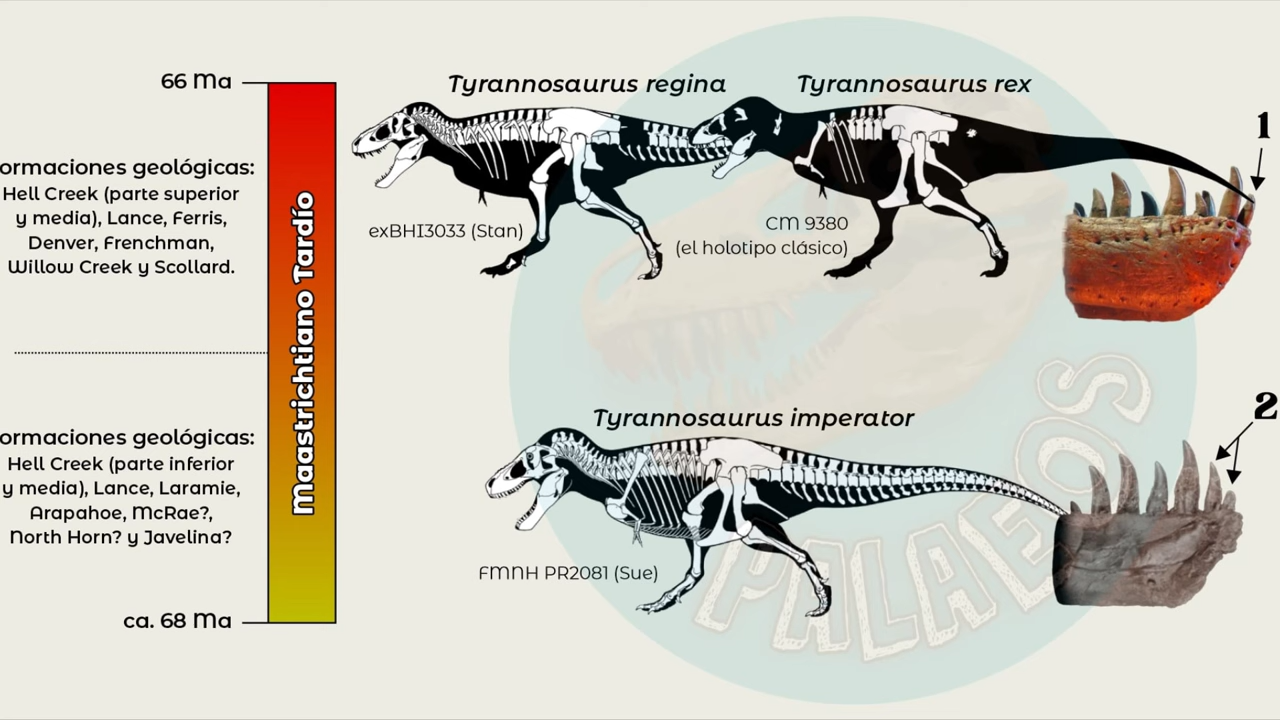 66 Ma
ormaciones geológicas:
Hell Creek (parte superior
y media), Lance, Ferris,
Denver, Frenchman,
Willow Creek y Scollard.
Maastrichtiano Tardío
ormaciones geológicas:
Hell Creek (parte inferior
y media), Lance, Laramie,
Arapahoe, McRae?,
North Horn? y Javelina?
ca. 68 Ma
Tyrannosaurus regina
exBHI3033 (Stan)
Tyrannosaurus rex
CM 9380
(el holotipo clásico)
1
Tyrannosaurus imperator
FMNH PR2081 (Sue)
2
PALAEOS